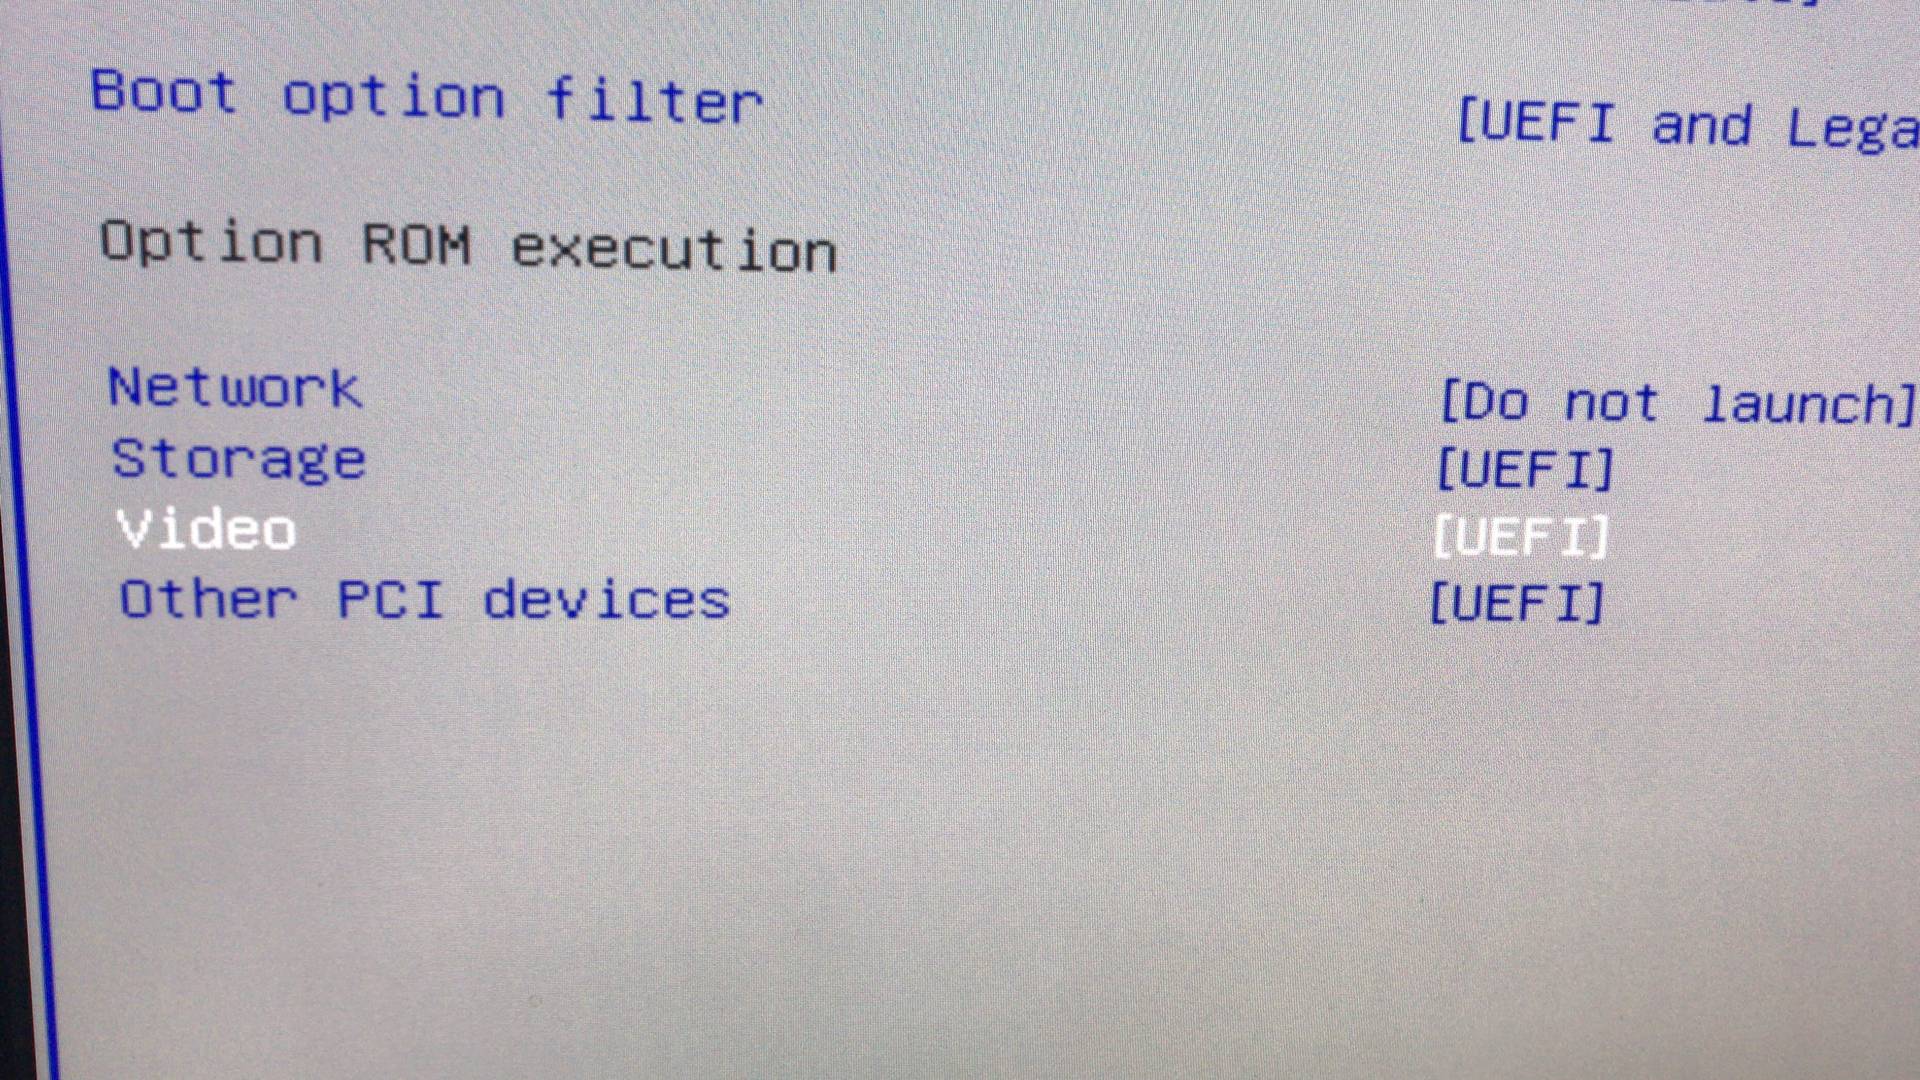 Boot option filter [UEFI and Lega
Option ROM execution
Network [Do not launch]
Storage [UEFI]
Video [UEFI]
Other PCI devices [UEFI]